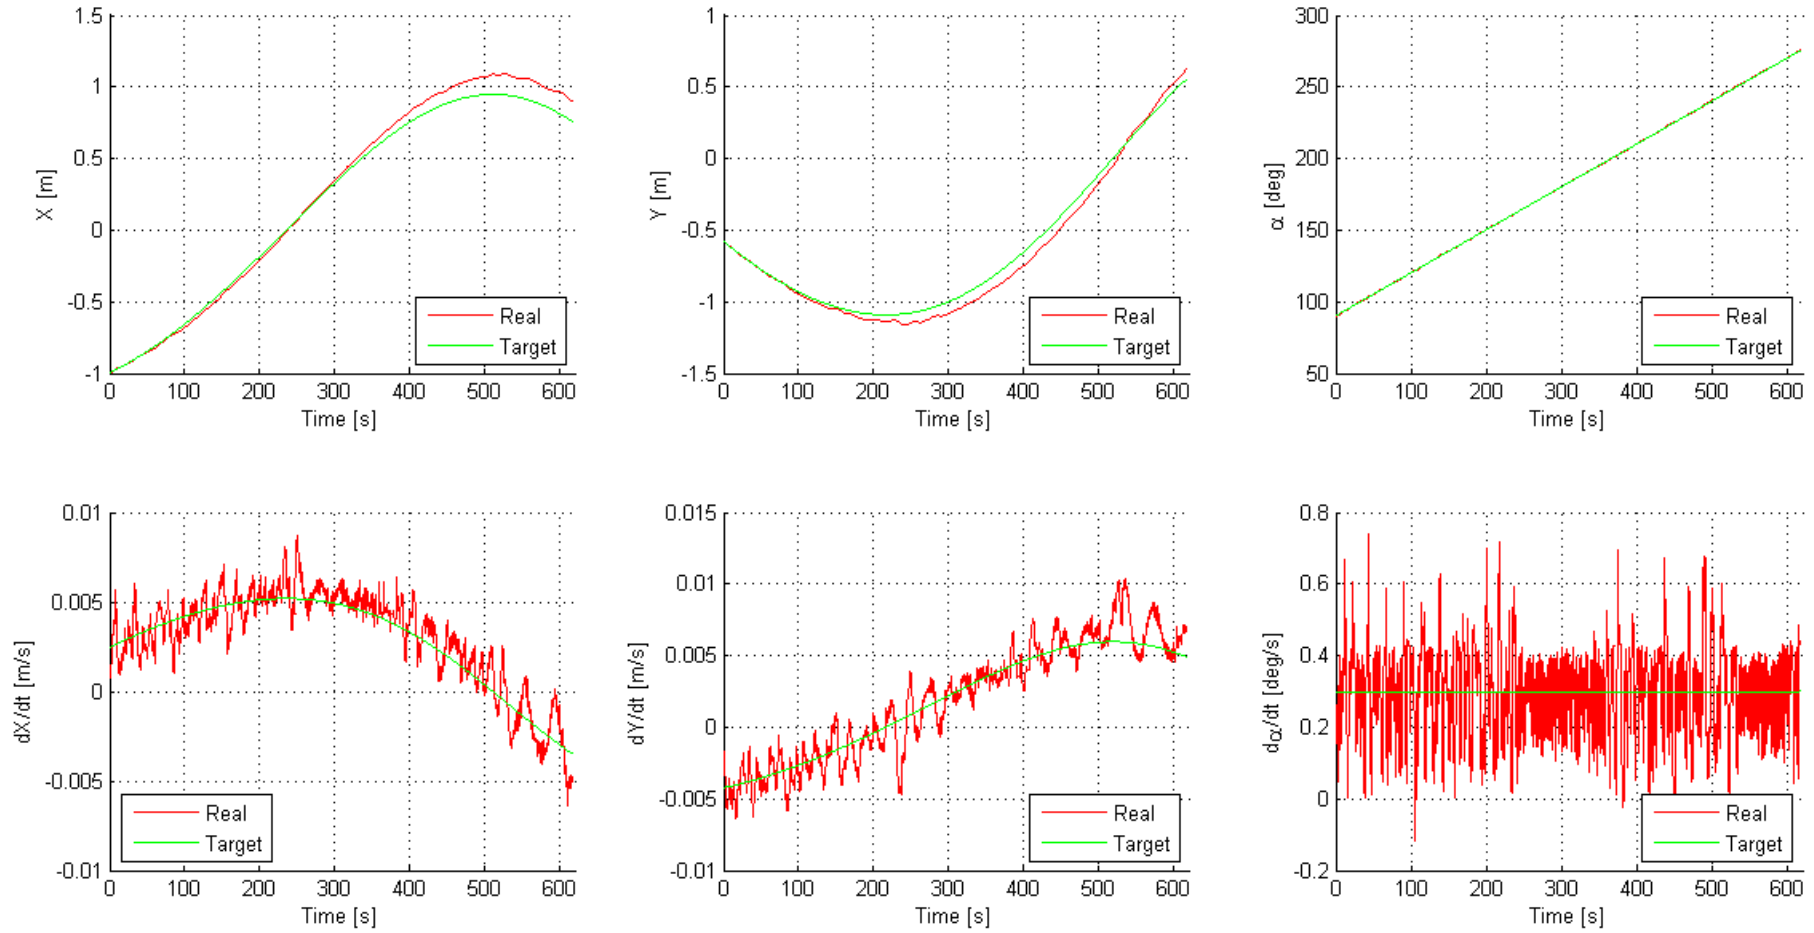 1.5
1
0.5
0
-0.5
-1
X [m]
0 100 200 300 400 500 600
Time [s]
Real
Target
1
0.5
0
-0.5
-1
-1.5
Y [m]
0 100 200 300 400 500 600
Time [s]
Real
Target
300
250
200
150
100
50
α [deg]
0 100 200 300 400 500 600
Time [s]
Real
Target
0.01
0.005
0
-0.005
-0.01
dX/dt [m/s]
0 100 200 300 400 500 600
Time [s]
Real
Target
0.015
0.01
0.005
0
-0.005
-0.01
dY/dt [m/s]
0 100 200 300 400 500 600
Time [s]
Real
Target
0.8
0.6
0.4
0.2
0
-0.2
dα/dt [deg/s]
0 100 200 300 400 500 600
Time [s]
Real
Target